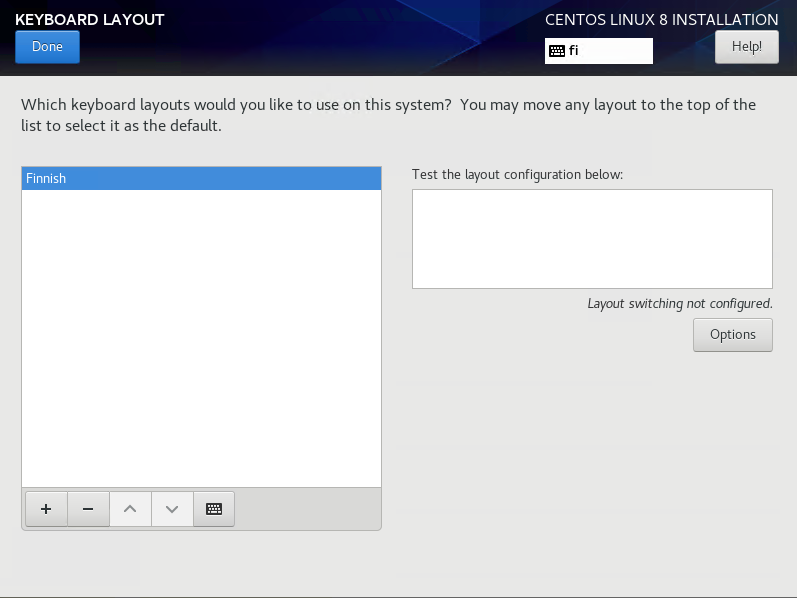 KEYBOARD LAYOUT
CENTOS LINUX 8 INSTALLATION
Done
fi
Help!
Which keyboard layouts would you like to use on this system?  You may move any layout to the top of the
list to select it as the default.
Finnish
Test the layout configuration below:
Layout switching not configured.
Options